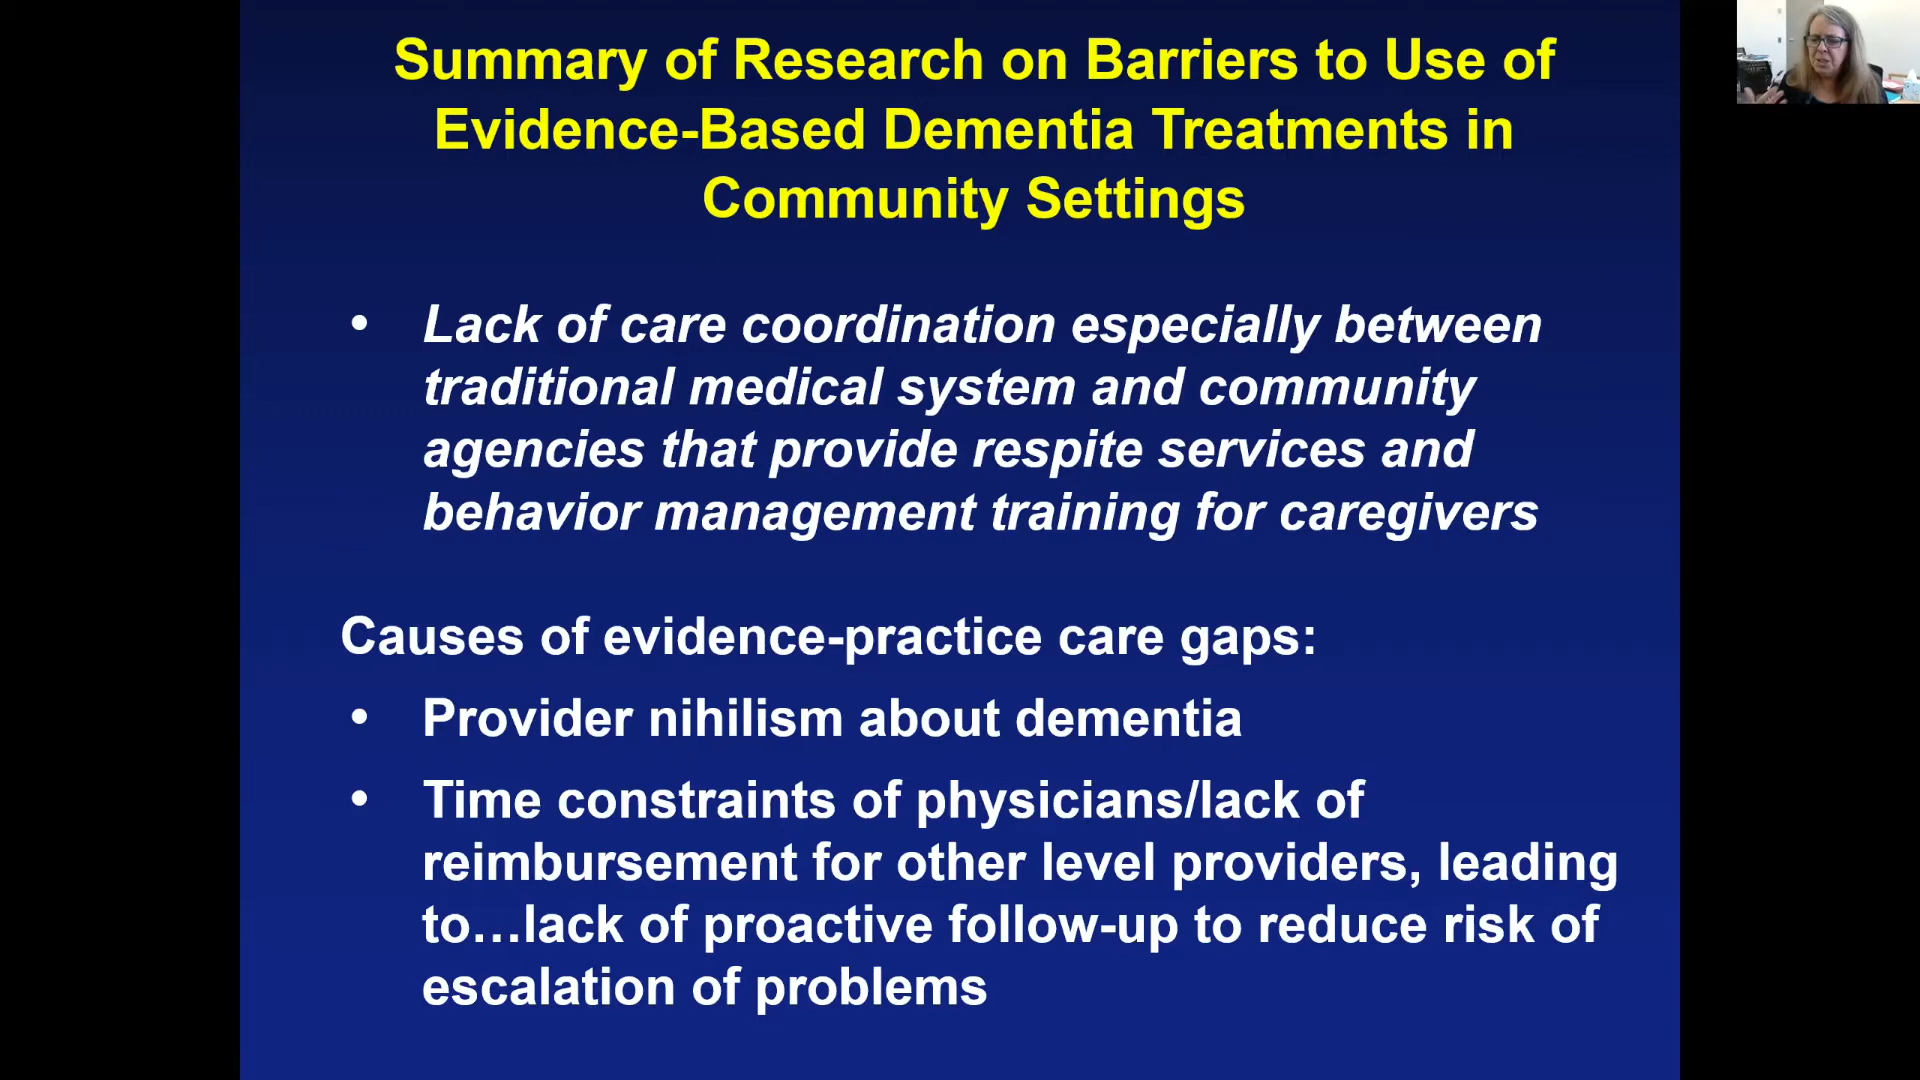 Summary of Research on Barriers to Use of
Evidence-Based Dementia Treatments in
Community Settings
• Lack of care coordination especially between
traditional medical system and community
agencies that provide respite services and
behavior management training for caregivers
Causes of evidence-practice care gaps:
• Provider nihilism about dementia
• Time constraints of physicians/lack of
reimbursement for other level providers, leading
to…lack of proactive follow-up to reduce risk of
escalation of problems